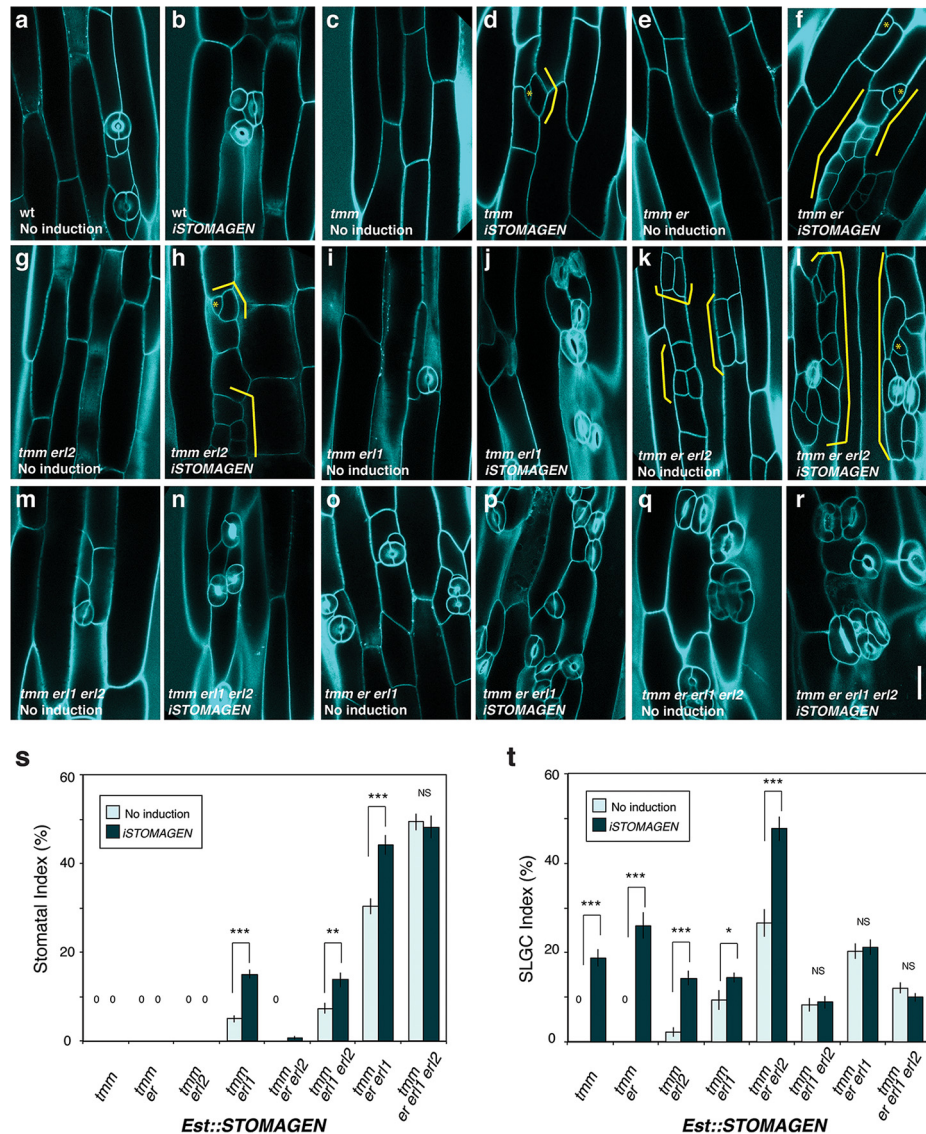 a
wt
No induction
b
wt
iSTOMAGEN
c
tmm
No induction
d
*
tmm
iSTOMAGEN
e
tmm er
No induction
f
*
*
tmm er
iSTOMAGEN
g
tmm erl2
No induction
h
*
tmm erl2
iSTOMAGEN
i
tmm erl1
No induction
j
tmm erl1
iSTOMAGEN
k
tmm er erl2
No induction
l
*
tmm er erl2
iSTOMAGEN
m
tmm erl1 erl2
No induction
n
tmm erl1 erl2
iSTOMAGEN
o
tmm er erl1
No induction
p
tmm er erl1
iSTOMAGEN
q
tmm er erl1 erl2
No induction
r
tmm er erl1 erl2
iSTOMAGEN
s
Stomatal Index (%)
60
40
20
0
No induction
iSTOMAGEN
0 0
0 0
0 0
***
0
**
***
NS
tmm
tmm
er
tmm
erl2
tmm
erl1
tmm
er erl2
tmm
erl1 erl2
tmm
er erl1
tmm
er erl1 erl2
Est::STOMAGEN
t
SLGC Index (%)
60
40
20
0
No induction
iSTOMAGEN
0
***
0
***
***
*
***
NS
NS
NS
tmm
tmm
er
tmm
erl2
tmm
erl1
tmm
er erl2
tmm
erl1 erl2
tmm
er erl1
tmm
er erl1 erl2
Est::STOMAGEN